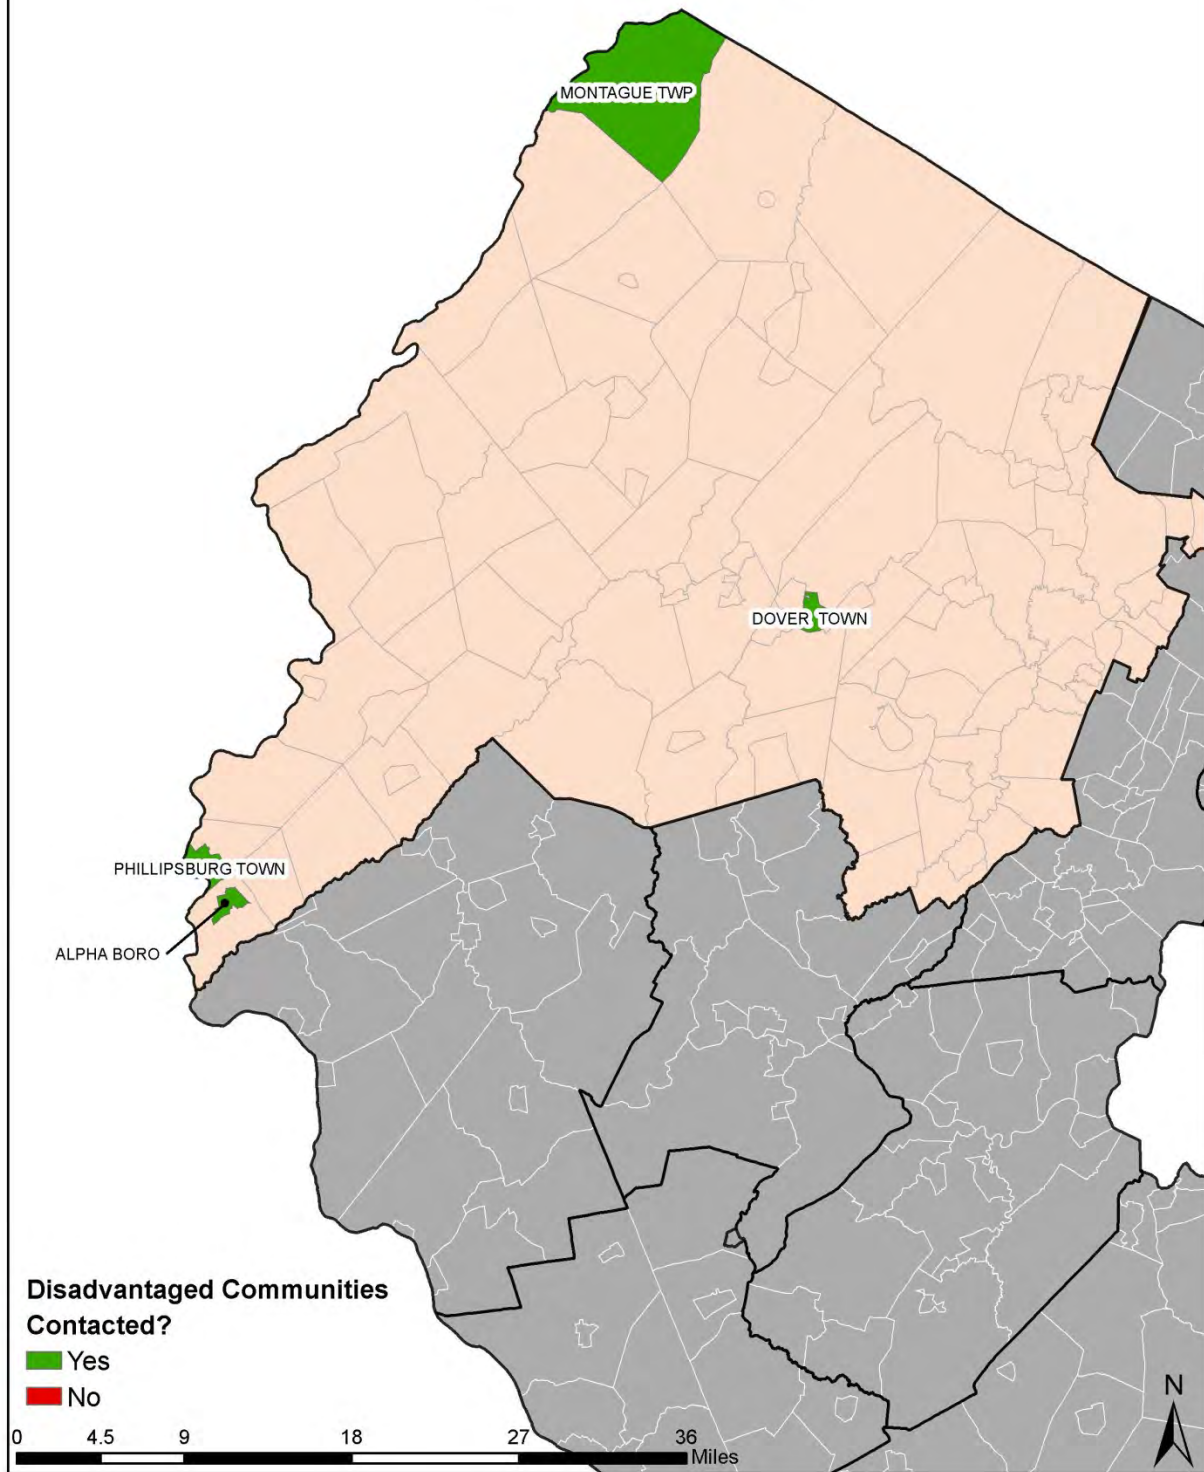 MONTAGUE TWP
DOVER TOWN
PHILLIPSBURG TOWN
ALPHA BORO
Disadvantaged Communities
Contacted?
Yes
No
0 4.5 9 18 27 36
Miles
N